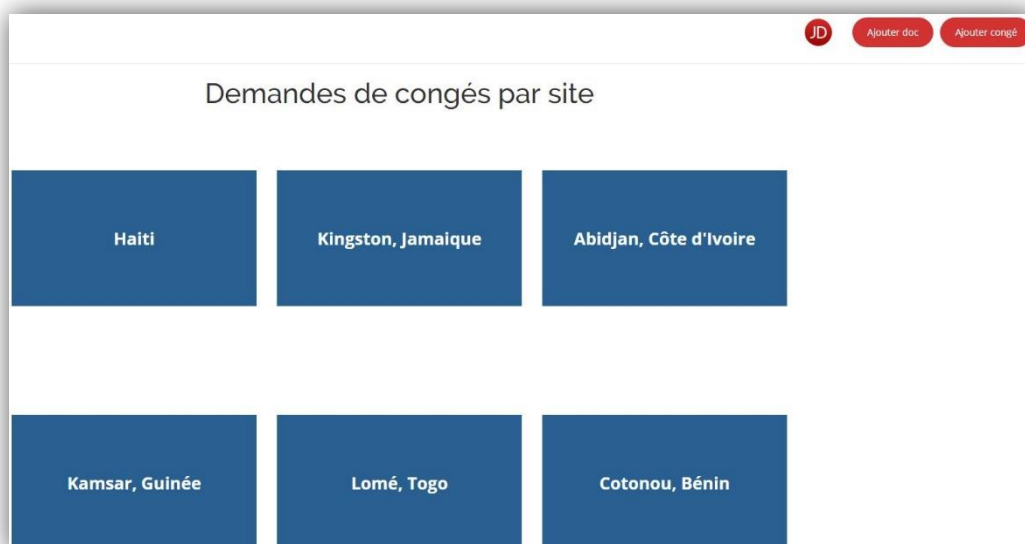 JD Ajouter doc Ajouter congé
Demandes de congés par site
Haiti
Kingston, Jamaique
Abidjan, Côte d'Ivoire
Kamsar, Guinée
Lomé, Togo
Cotonou, Bénin